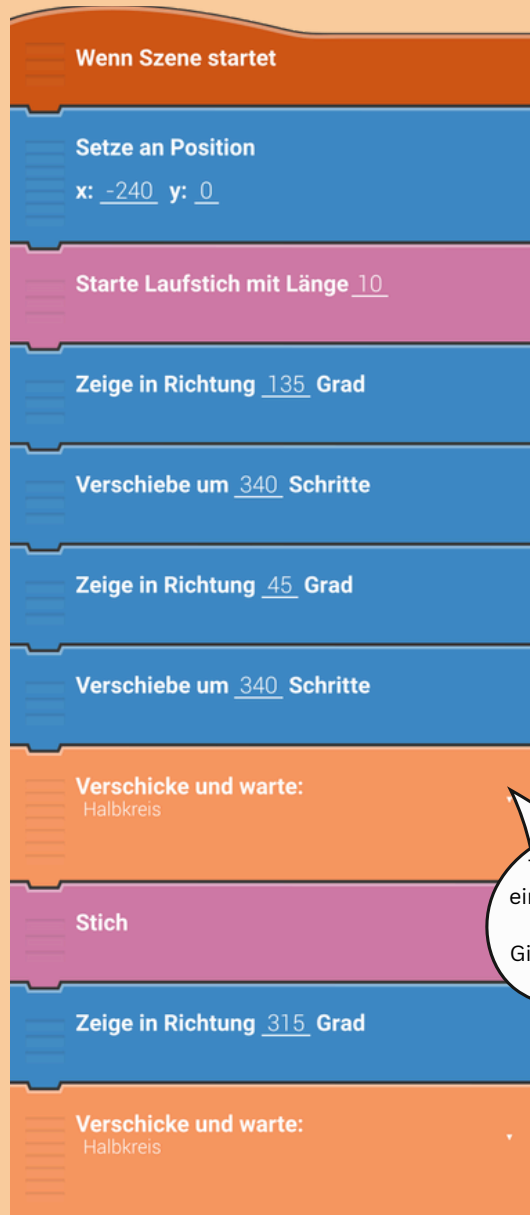 Wenn Szene startet
Setze an Position
x: -240 y: 0
Starte Laufstich mit Länge 10
Zeige in Richtung 135 Grad
Verschiebe um 340 Schritte
Zeige in Richtung 45 Grad
Verschiebe um 340 Schritte
Verschicke und warte:
Halbkreis
Stich
Zeige in Richtung 315 Grad
Verschicke und warte:
Halbkreis